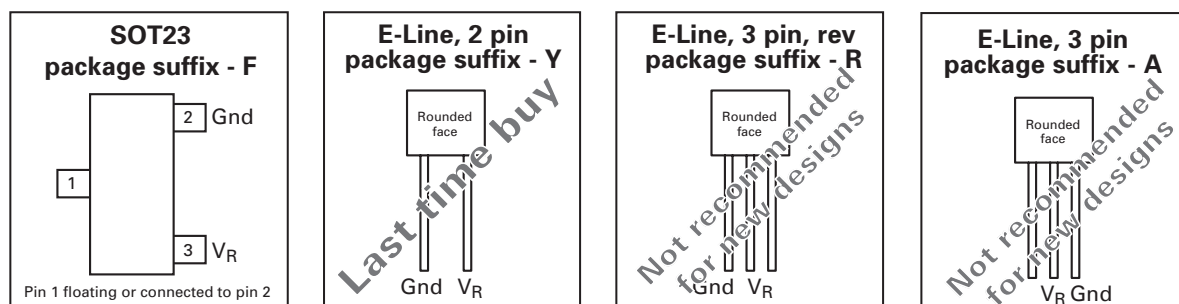 SOT23
package suffix - F
2 Gnd
1
3 VR
Pin 1 floating or connected to pin 2
E-Line, 2 pin
package suffix - Y
Rounded
face
Last time buy
Gnd VR
E-Line, 3 pin, rev
package suffix - R
Rounded
face
Not recommended
for new designs
Gnd VR
E-Line, 3 pin
package suffix - A
Rounded
face
Not recommended
for new designs
VR Gnd